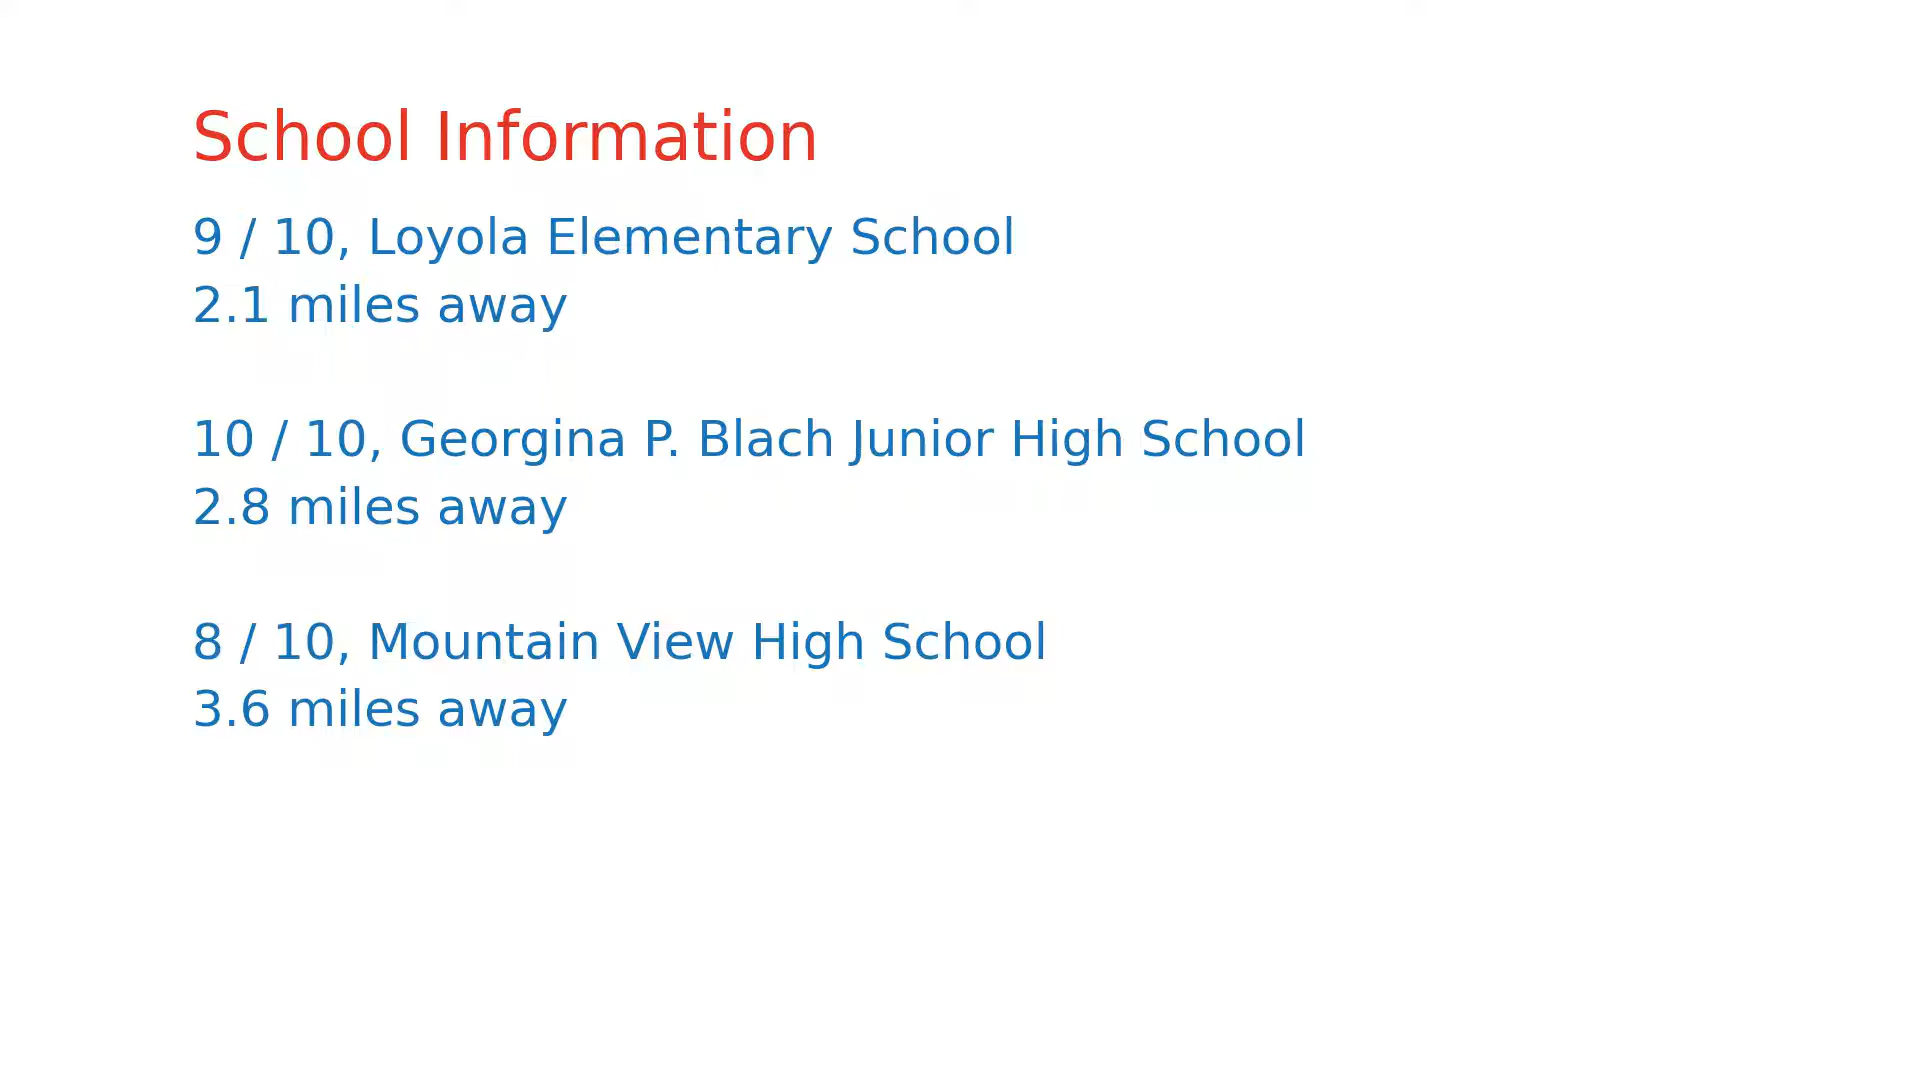 School Information
9 / 10, Loyola Elementary School
2.1 miles away
10 / 10, Georgina P. Blach Junior High School
2.8 miles away
8 / 10, Mountain View High School
3.6 miles away